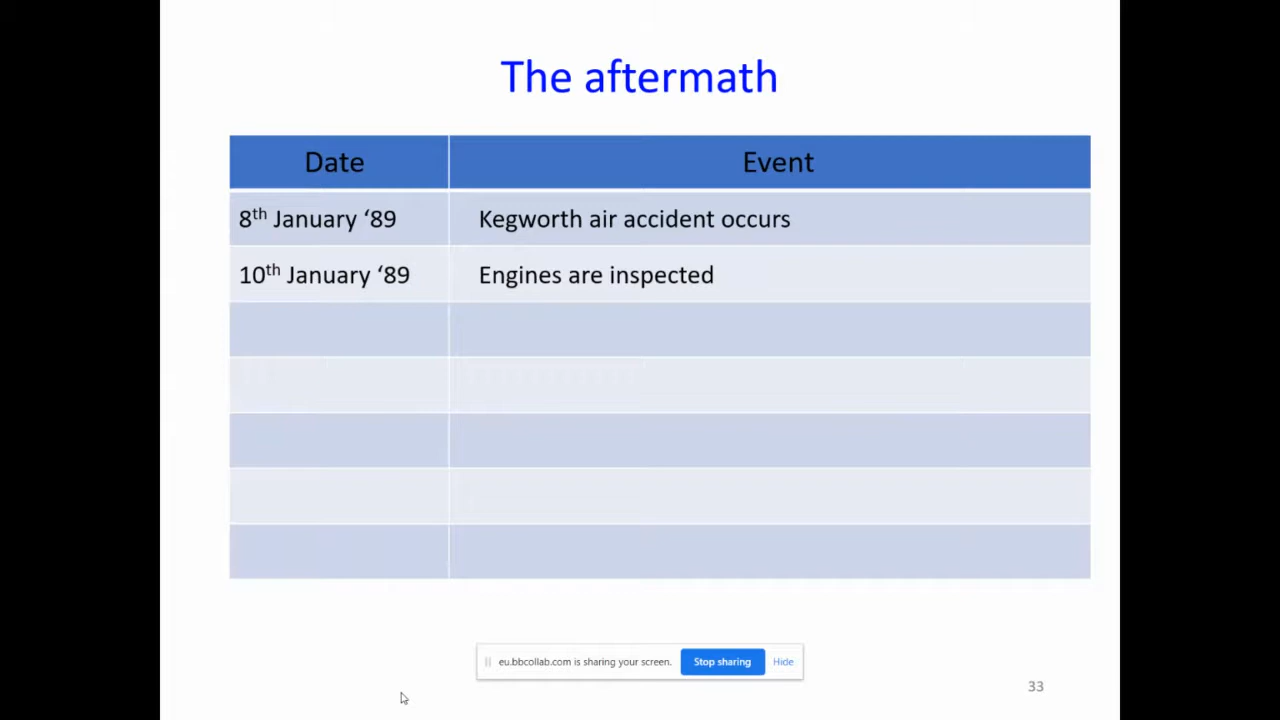 The aftermath
Date Event
8th January ‘89 Kegworth air accident occurs
10th January ‘89 Engines are inspected
eu.bbcollab.com is sharing your screen. Stop sharing Hide
33